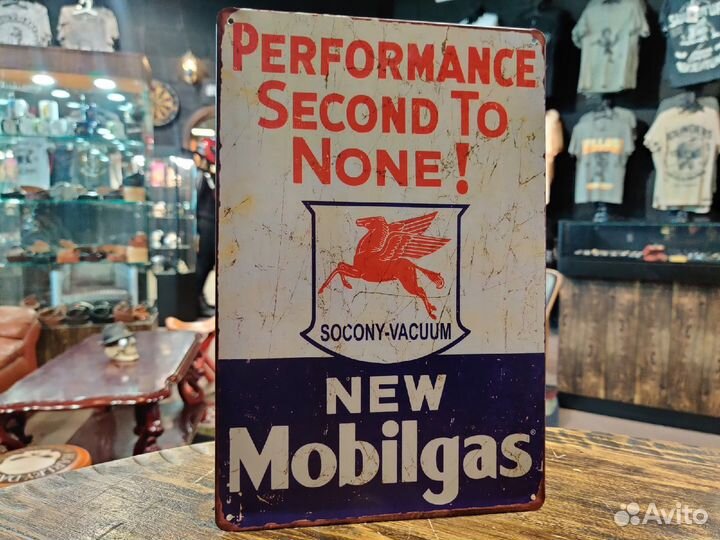 PERFORMANCE
SECOND TO
NONE!
SOCONY-VACUUM
NEW
Mobilgas
Avito